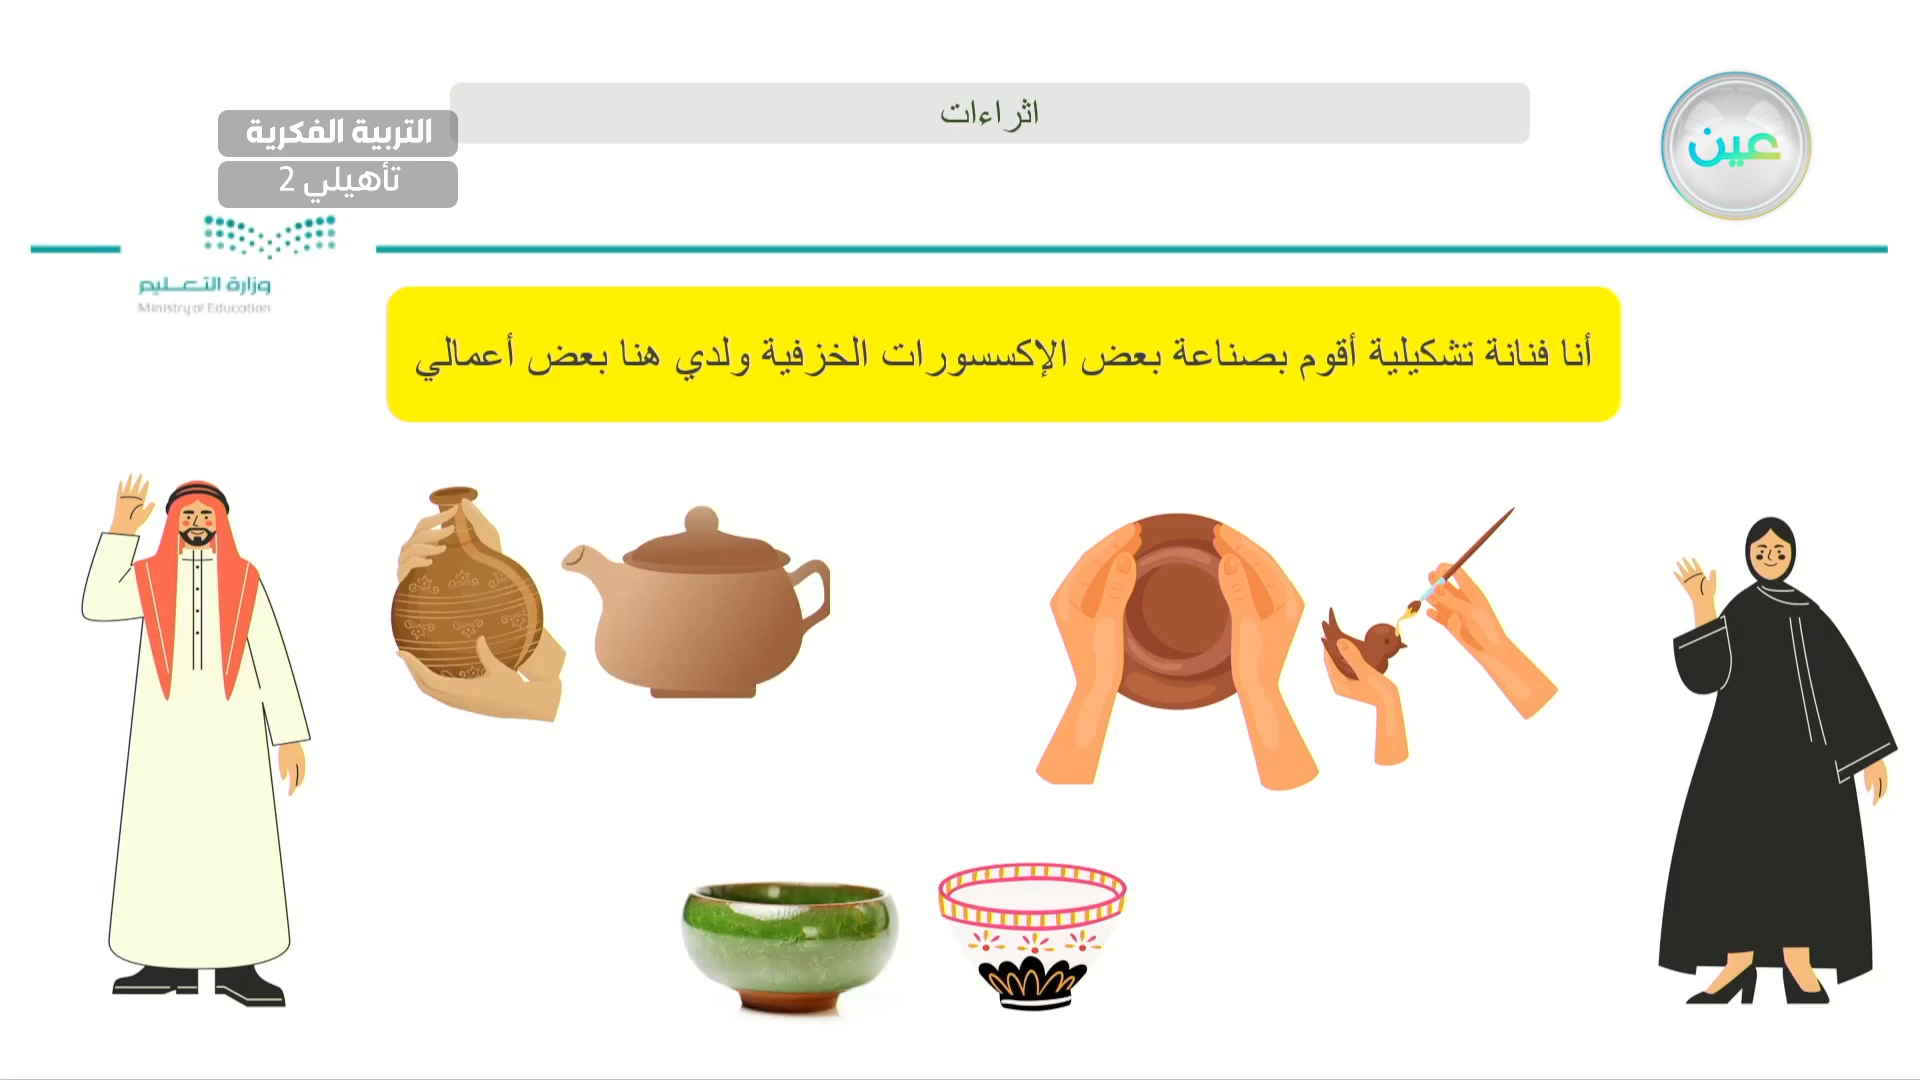 اثراءات
التربية الفكرية
تأهيلي 2
عين
وزارة التعليم
Ministry of Education
أنا فنانة تشكيلية أقوم بصناعة بعض الإكسسورات الخزفية ولدي هنا بعض أعمالي